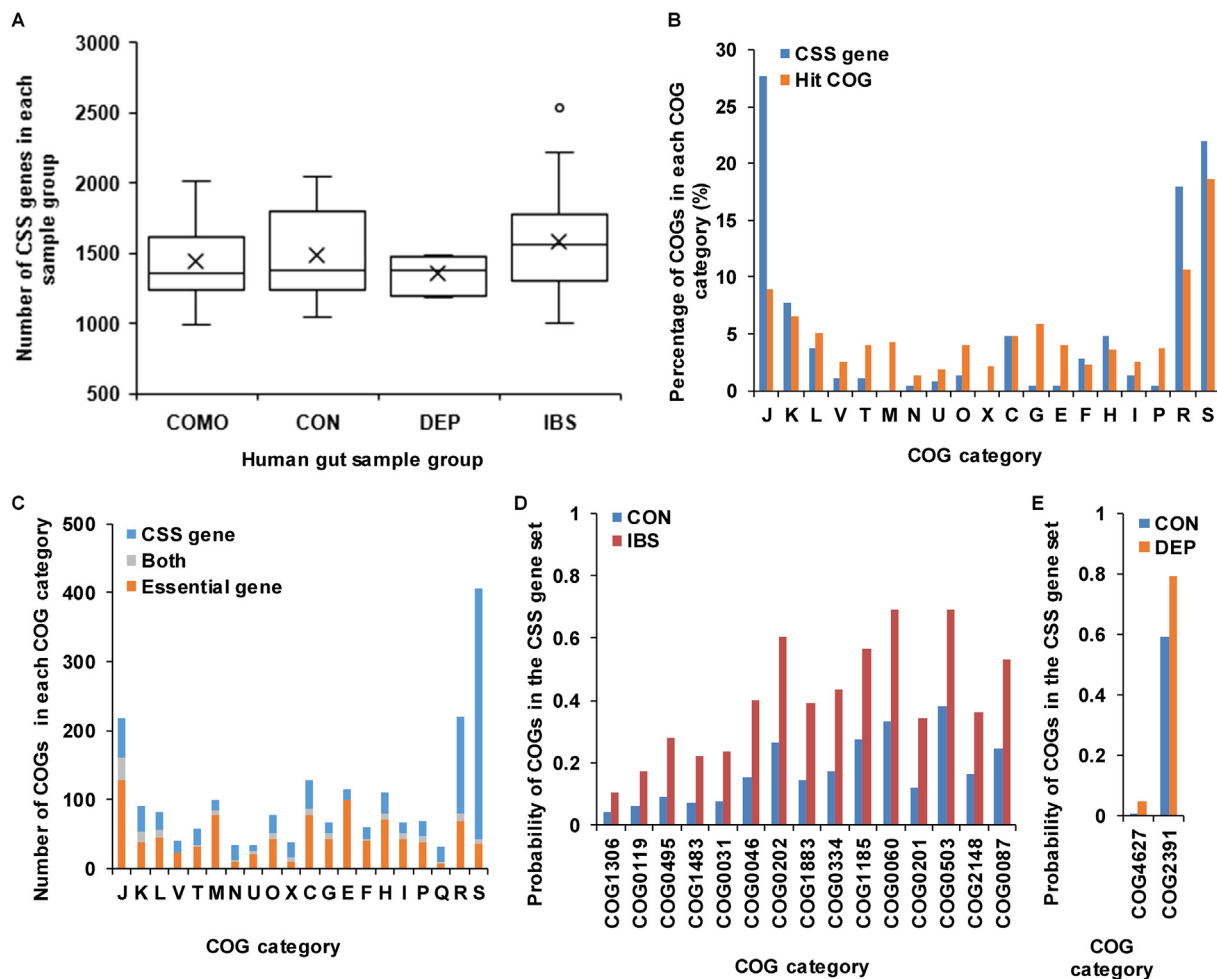 A
3000
2500
2000
1500
1000
500
Number of CSS genes in each
sample group
COMO CON DEP IBS
Human gut sample group
B
30
25
20
15
10
5
0
Percentage of COGs in each COG
category (%)
CSS gene
Hit COG
J K L V T M N U O X C G E F H I P R S
COG category
C
500
400
300
200
100
0
Number of COGs in each COG category
CSS gene
Both
Essential gene
J K L V T M N U O X C G E F H I P Q R S
COG category
D
1
0.8
0.6
0.4
0.2
0
Probability of COGs in the CSS gene set
CON
IBS
COG1306
COG0119
COG0495
COG1483
COG0031
COG0046
COG0202
COG1883
COG0334
COG1185
COG0060
COG0201
COG0503
COG2148
COG0087
COG category
E
1
0.8
0.6
0.4
0.2
0
Probability of COGs in the CSS gene set
CON
DEP
COG4627
COG2391
COG
category